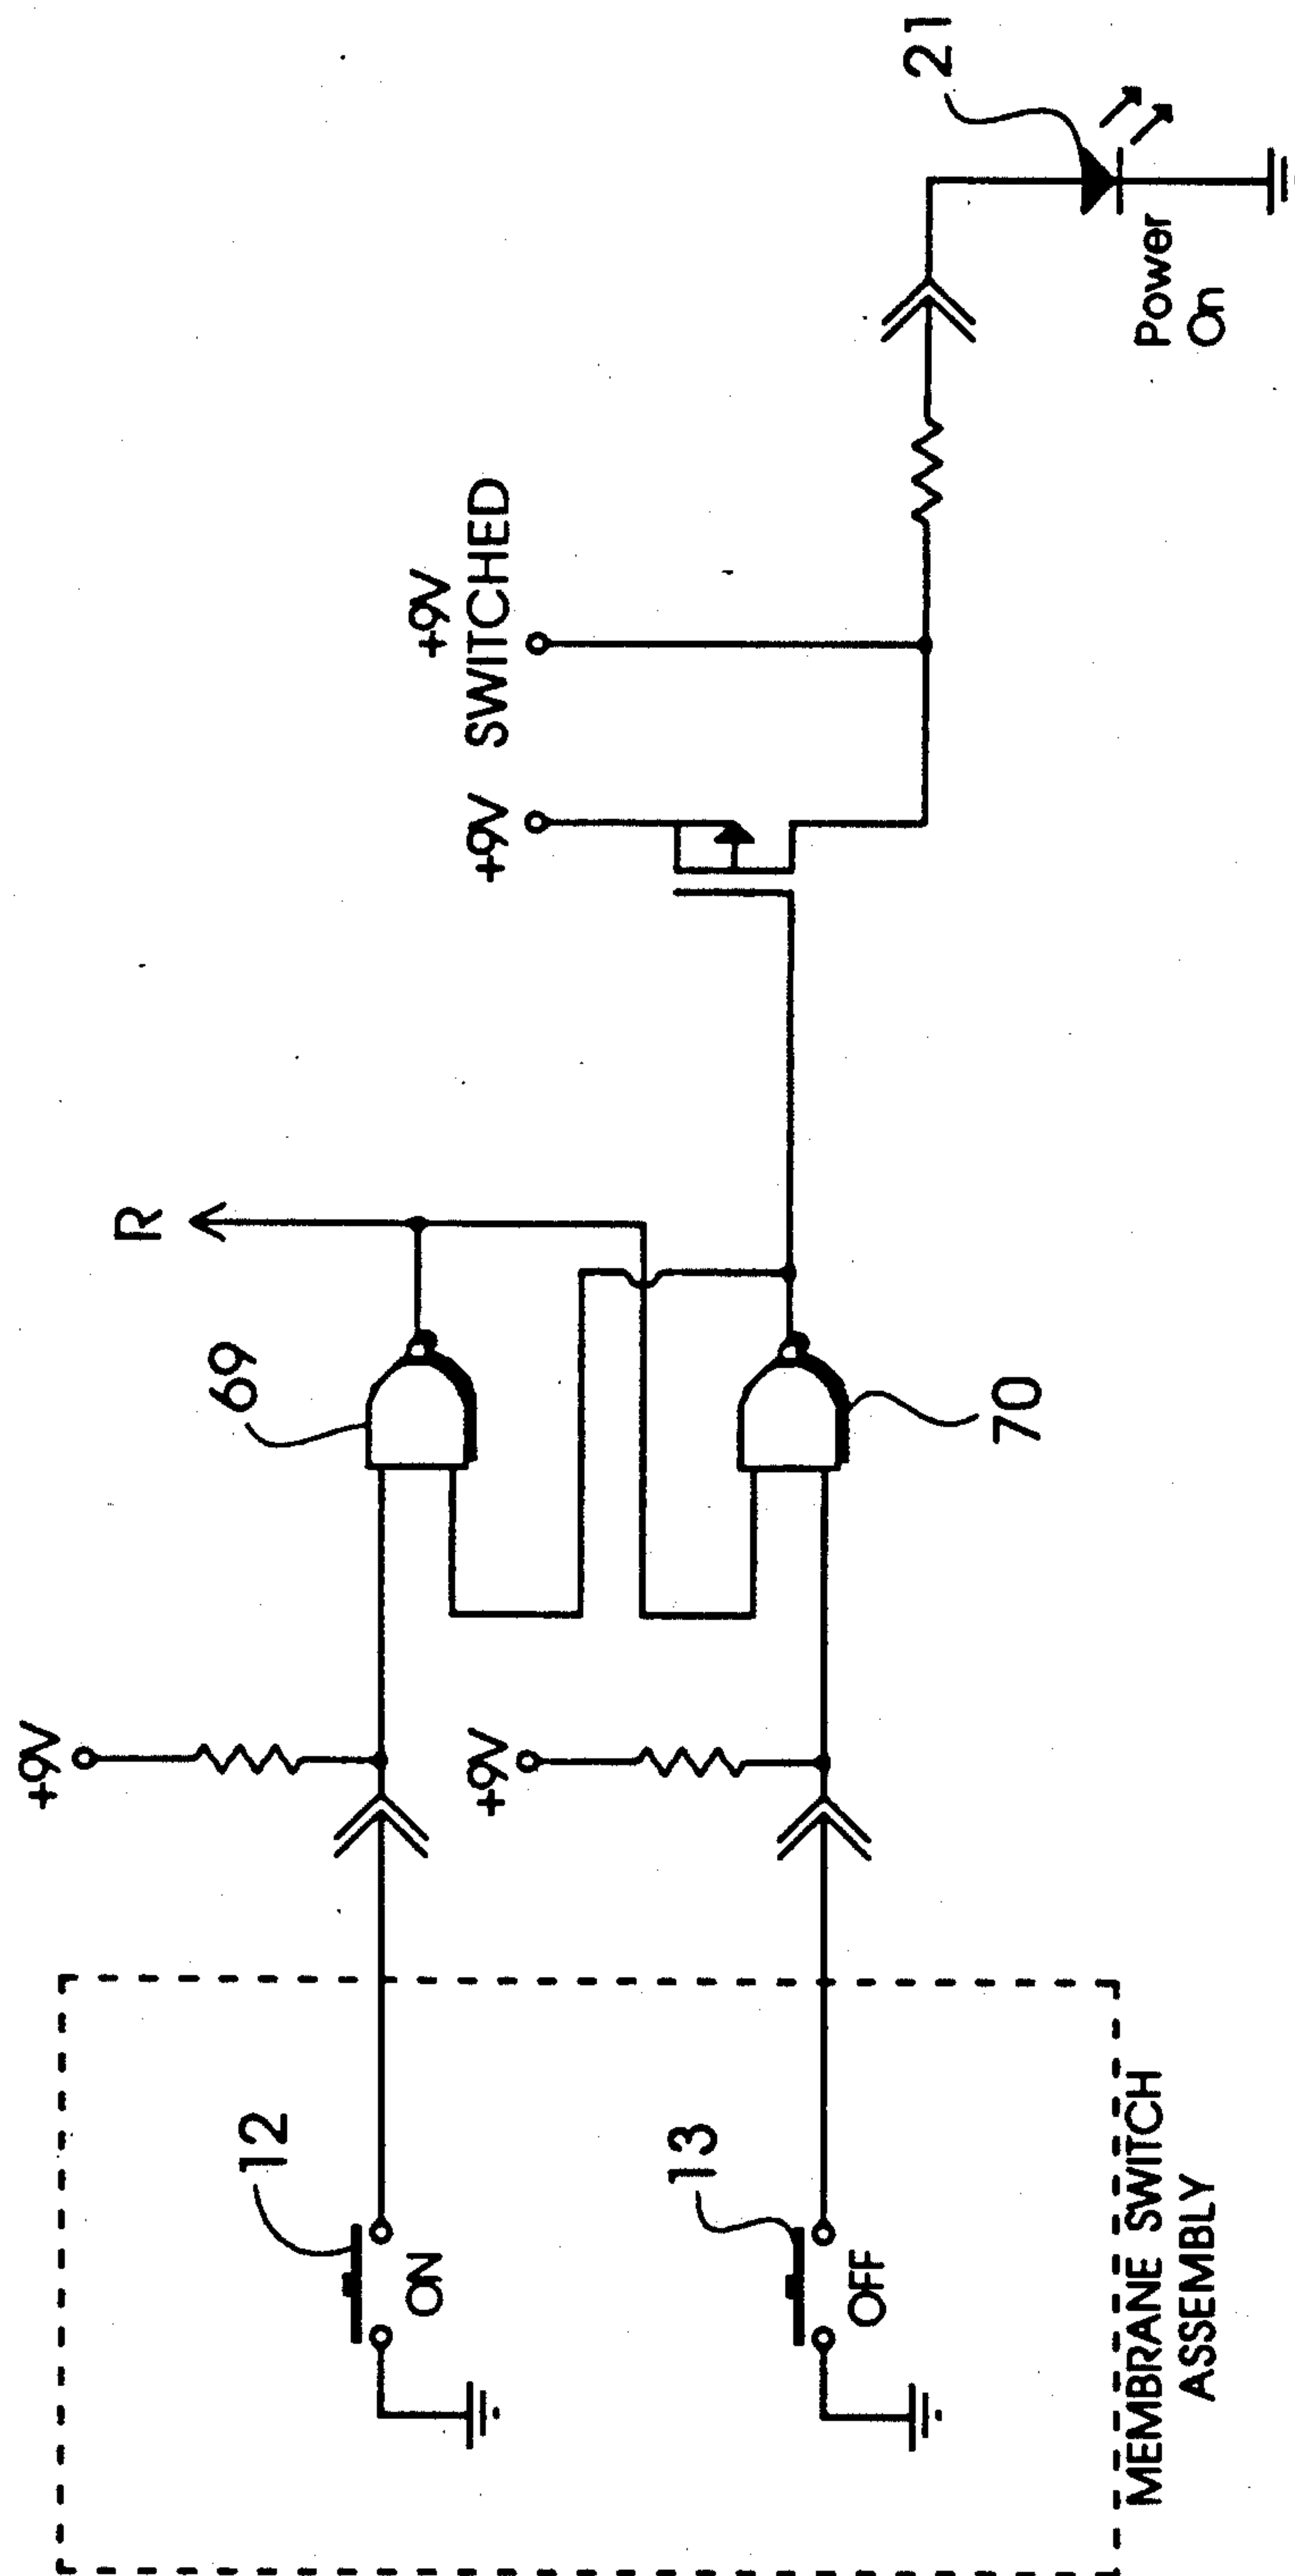 +9V
R
12
ON
69
+9V
+9V
+9V
SWITCHED
13
OFF
70
21
Power
On
MEMBRANE SWITCH
ASSEMBLY